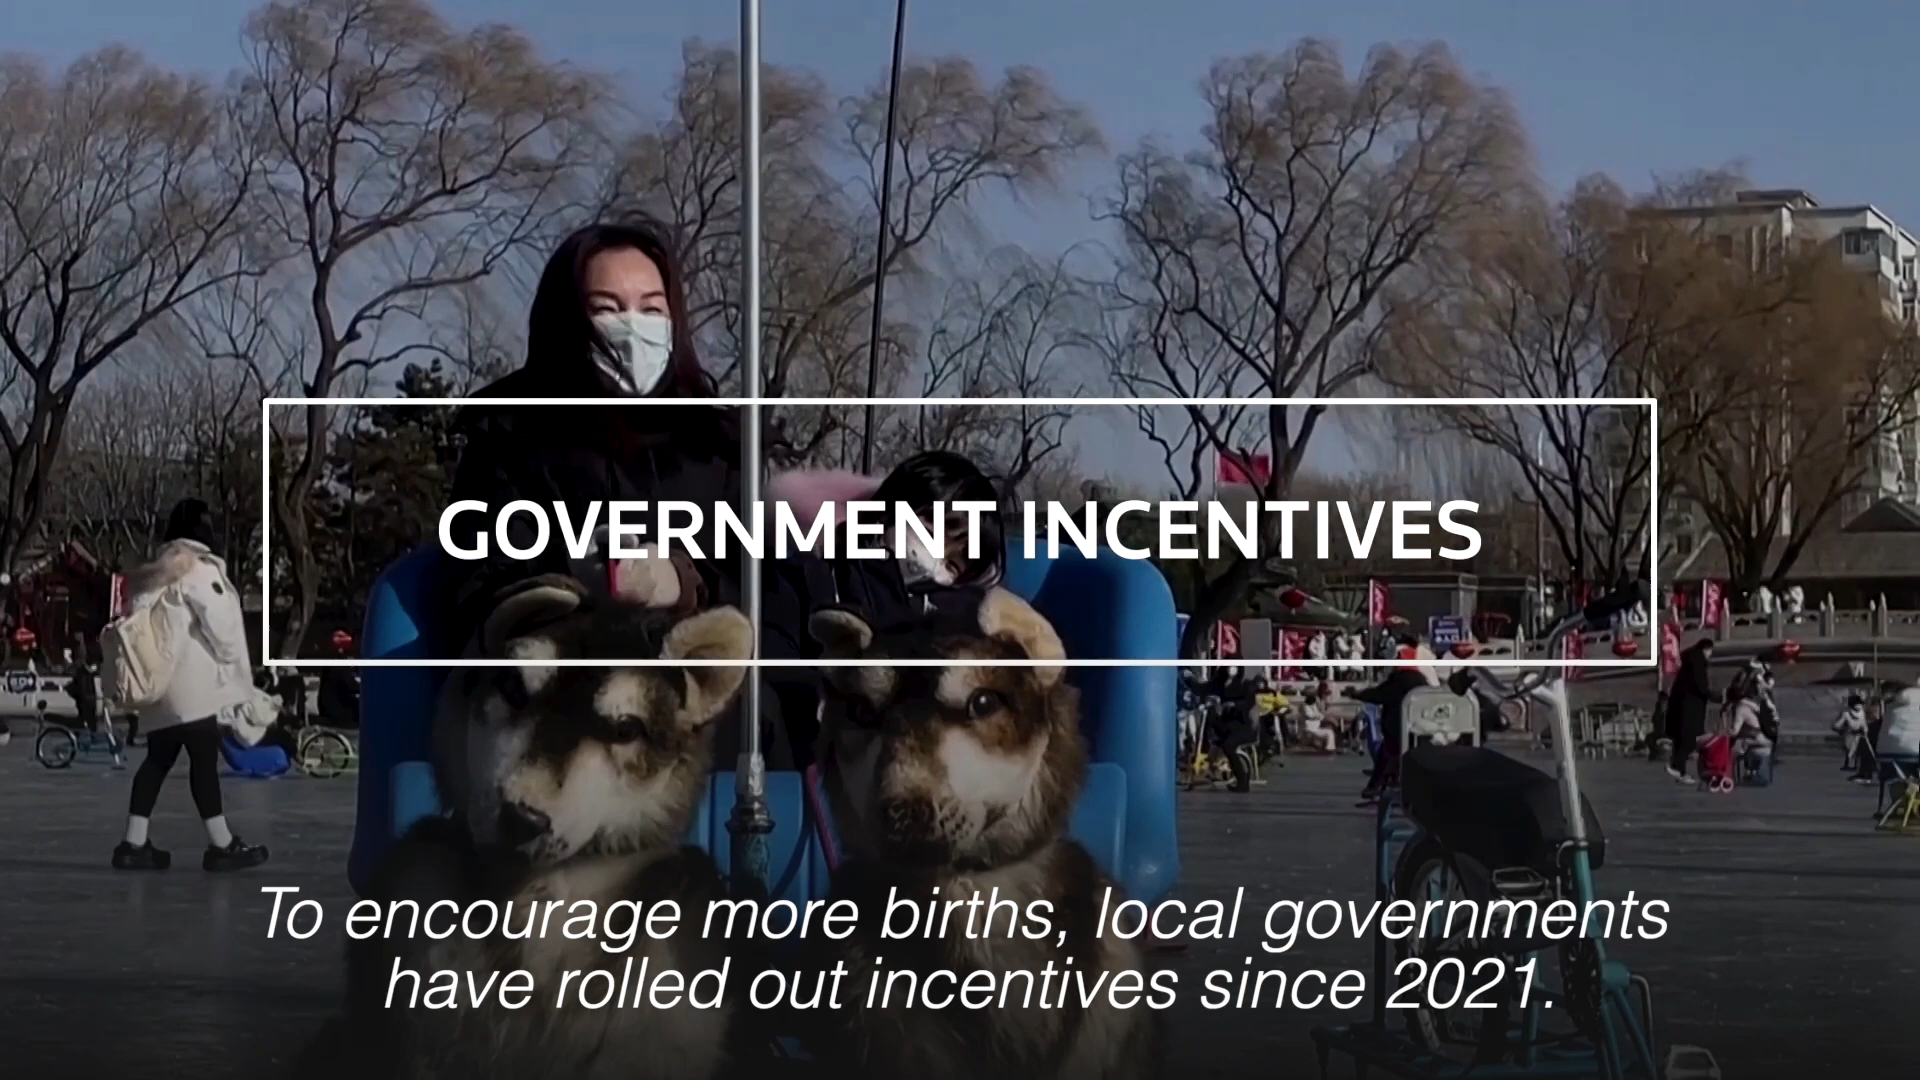 GOVERNMENT INCENTIVES
To encourage more births, local governments
have rolled out incentives since 2021.